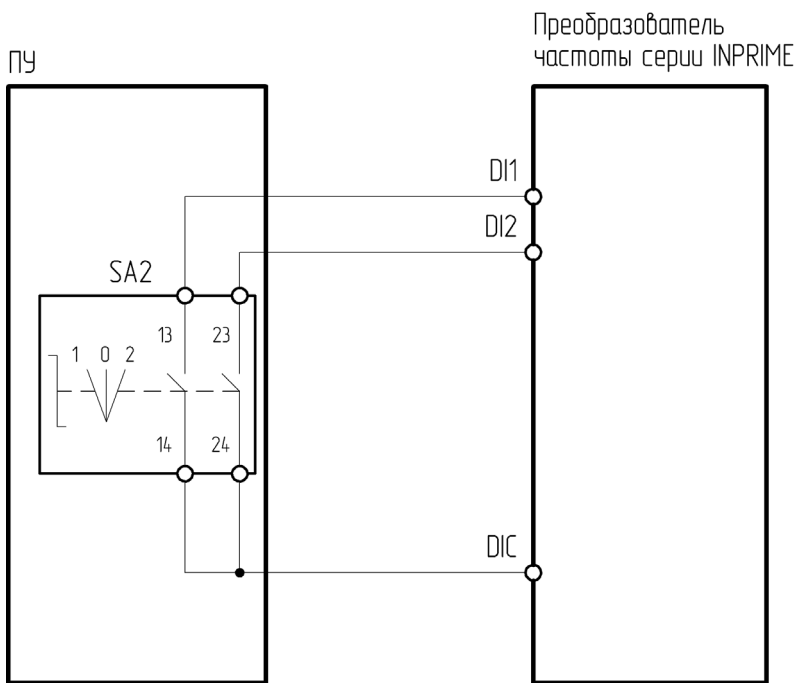 Преобразователь
частоты серии INPRIME
ПУ
DI1
DI2
SA2
13 23
1 0 2
14 24
DIC